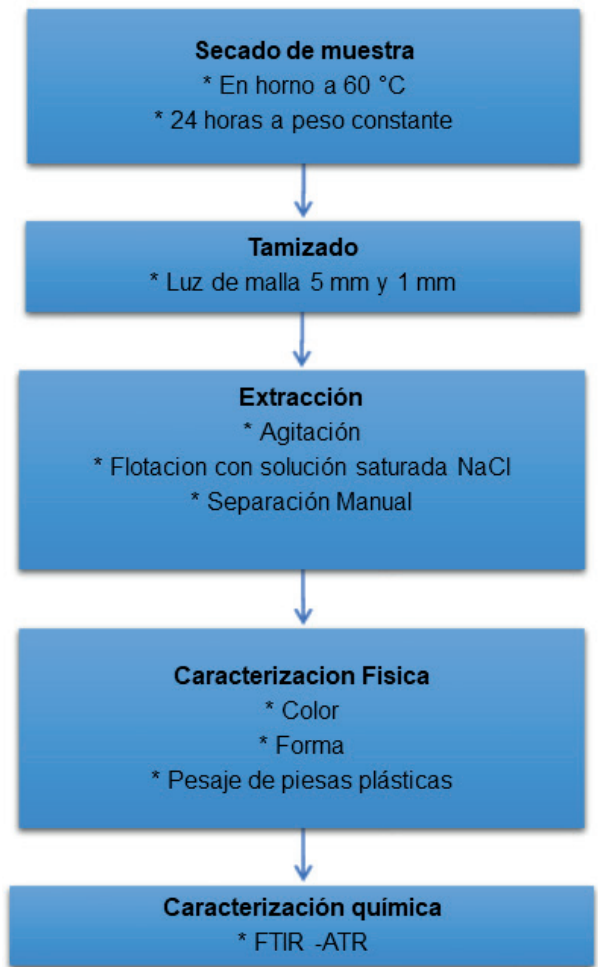 Secado de muestra
* En horno a 60 °C
* 24 horas a peso constante
Tamizado
* Luz de malla 5 mm y 1 mm
Extracción
* Agitación
* Flotacion con solución saturada NaCl
* Separación Manual
Caracterizacion Fisica
* Color
* Forma
* Pesaje de piesas plásticas
Caracterización química
* FTIR -ATR